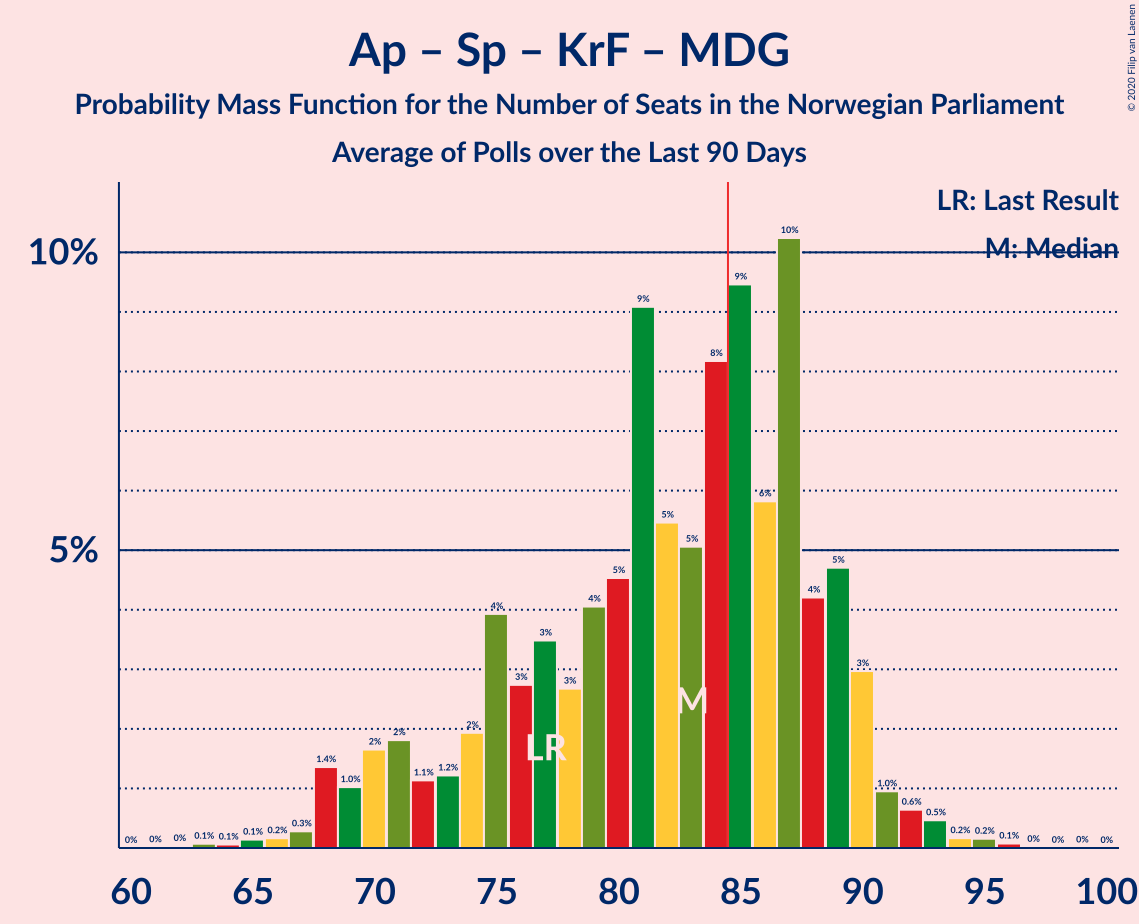 © 2020 Filip van Laenen
Ap – Sp – KrF – MDG
Probability Mass Function for the Number of Seats in the Norwegian Parliament
Average of Polls over the Last 90 Days
LR: Last Result
M: Median
10%
5%
0% 0% 0% 0.1% 0.1% 0.1% 0.2% 0.3% 1.4% 1.0% 2% 2% 1.1% 1.2% 2% 4% 3% 3% 3% 4% 5% 9% 5% 5% 8% 9% 6% 10% 4% 5% 3% 1.0% 0.6% 0.5% 0.2% 0.2% 0.1% 0% 0% 0% 0%
M
LR
60 65 70 75 80 85 90 95 100